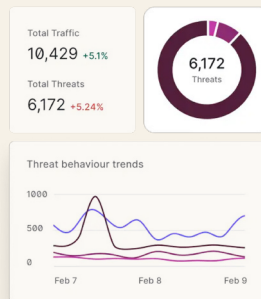 Total Traffic
10,429 +5.1%
Total Threats
6,172 +5.24%
6,172
Threats
Threat behaviour trends
1000
500
0
Feb 7 Feb 8 Feb 9